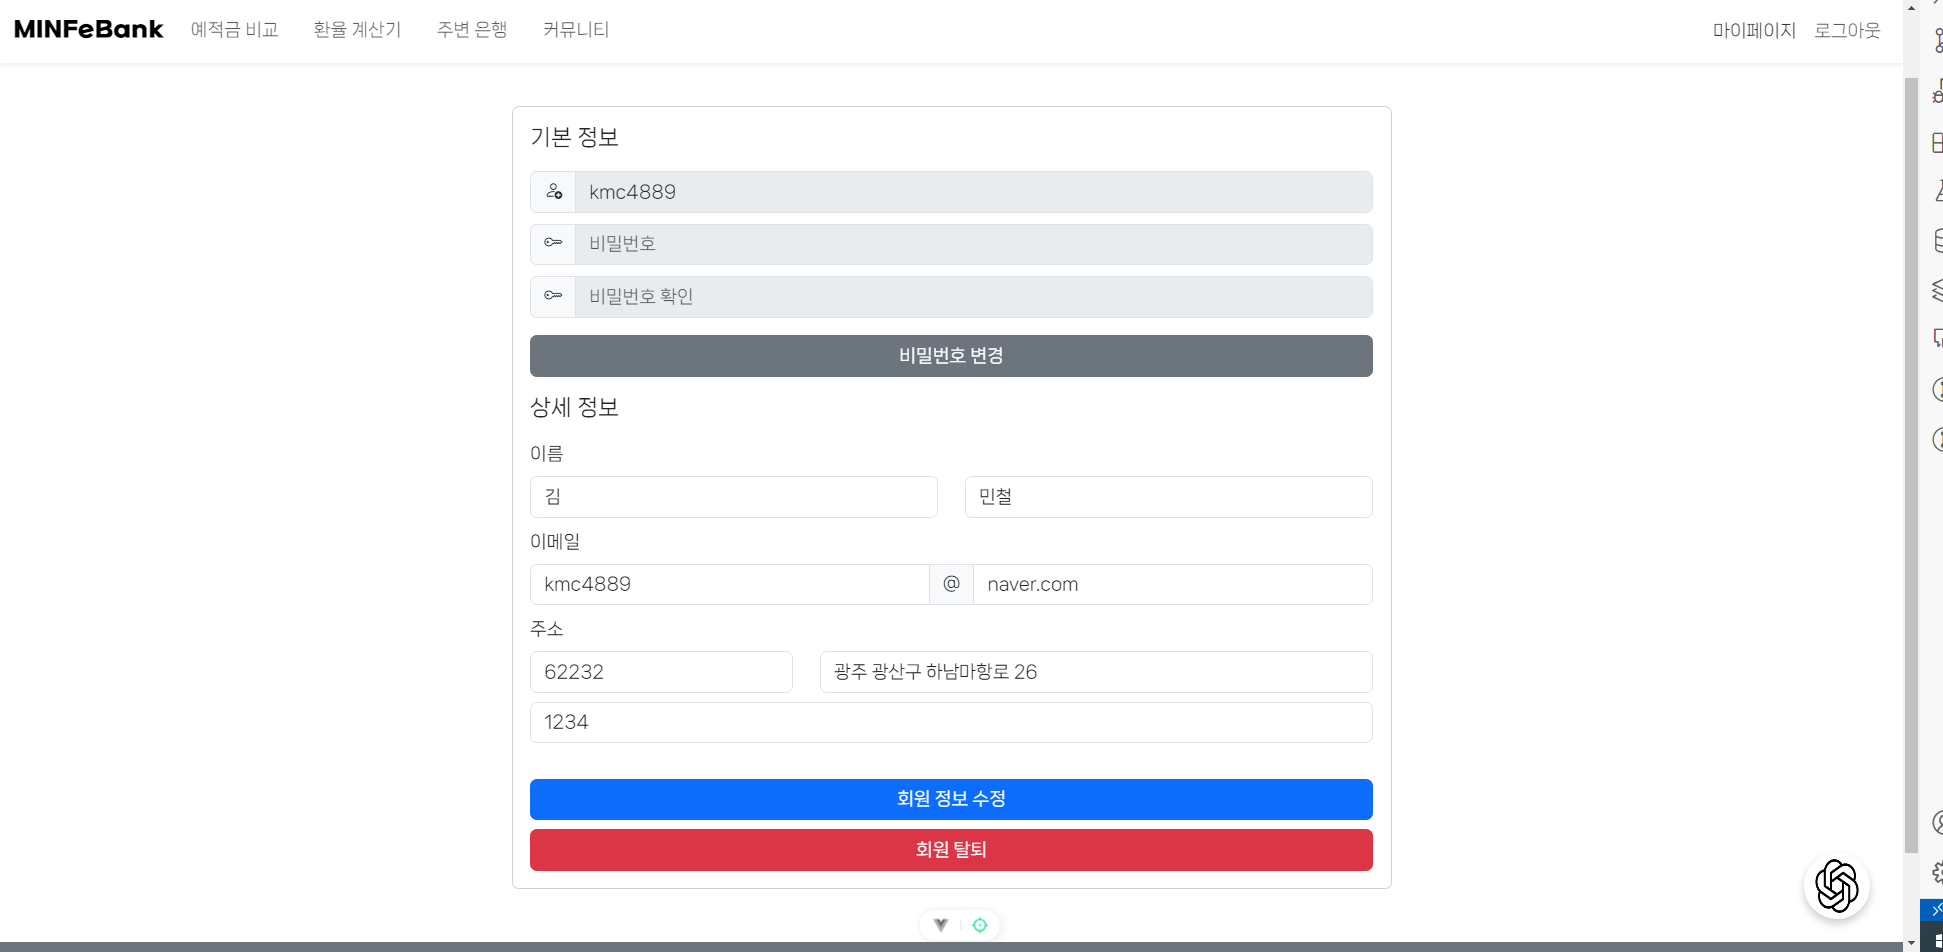 MINFeBank 예적금 비교 환율 계산기 주변 은행 커뮤니티 마이페이지 로그아웃
기본 정보
kmc4889
비밀번호
비밀번호 확인
비밀번호 변경
상세 정보
이름
김 민철
이메일
kmc4889 @ naver.com
주소
62232 광주 광산구 하남마항로 26
1234
회원 정보 수정
회원 탈퇴